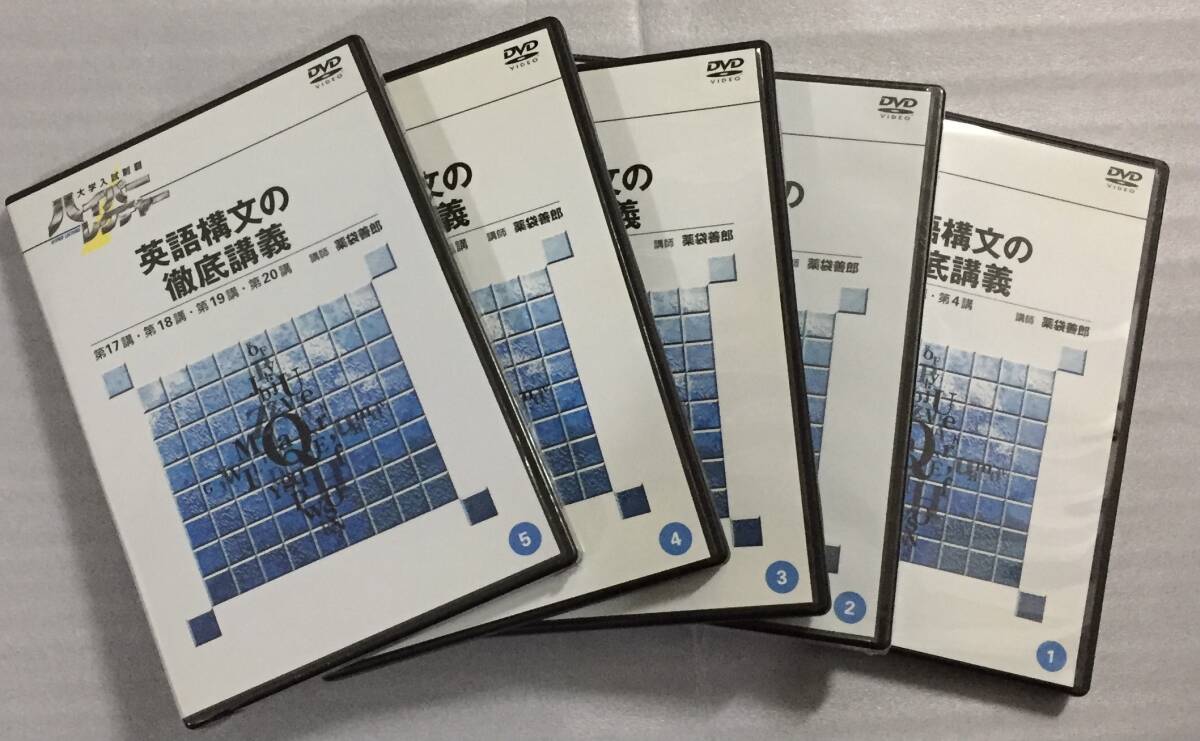 DVD
VIDEO
大学入試制覇
ハイパー
レクチャー
英語構文の
徹底講義
第17講・第18講・第19講・第20講
講師 薬袋善郎
5
DVD
VIDEO
文の
義
講
講師 薬袋善郎
4
DVD
VIDEO
文の
義
講師 薬袋善郎
3
DVD
VIDEO
の
師 薬袋善郎
2
DVD
VIDEO
語構文の
底講義
・第4講
講師 薬袋善郎
1